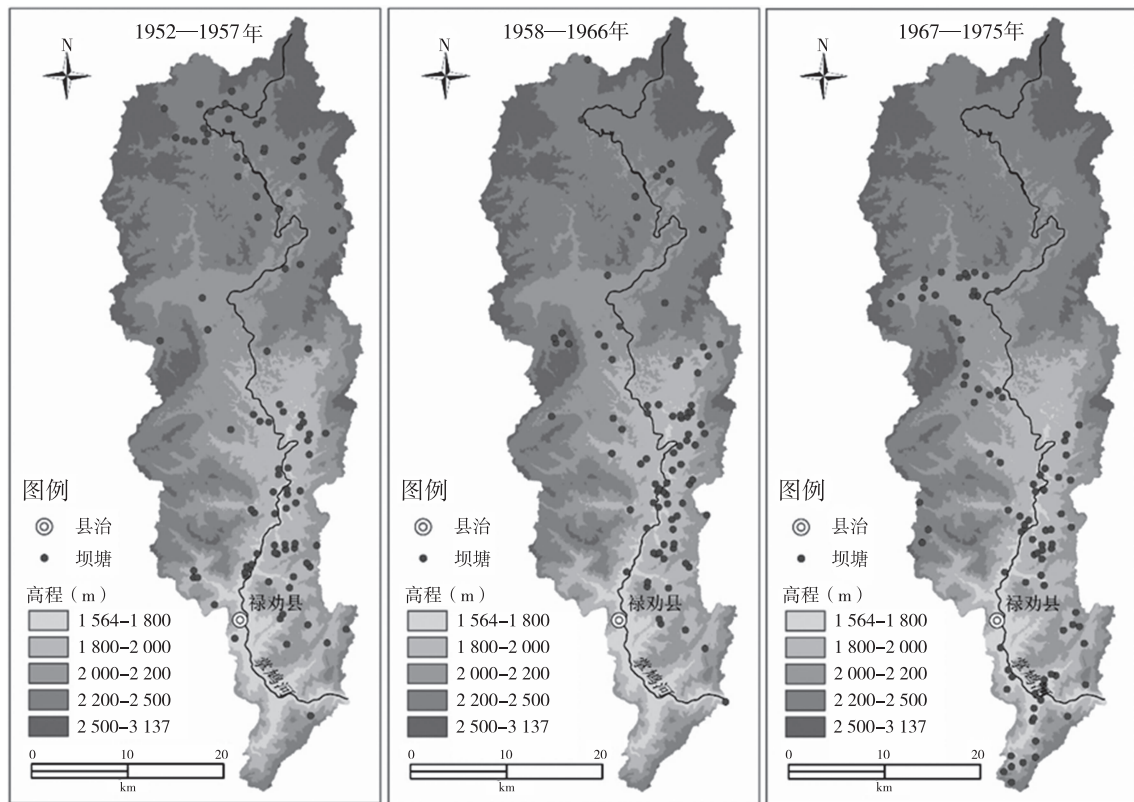 1952—1957年
N
图例
县治
坝塘
高程（m）
1 564–1 800
1 800–2 000
2 000–2 200
2 200–2 500
2 500–3 137
禄劝县
掌鸠河
0 10 20
km
1958—1966年
N
图例
县治
坝塘
高程（m）
1 564–1 800
1 800–2 000
2 000–2 200
2 200–2 500
2 500–3 137
禄劝县
掌鸠河
0 10 20
km
1967—1975年
N
图例
县治
坝塘
高程（m）
1 564–1 800
1 800–2 000
2 000–2 200
2 200–2 500
2 500–3 137
禄劝县
掌鸠河
0 10 20
km